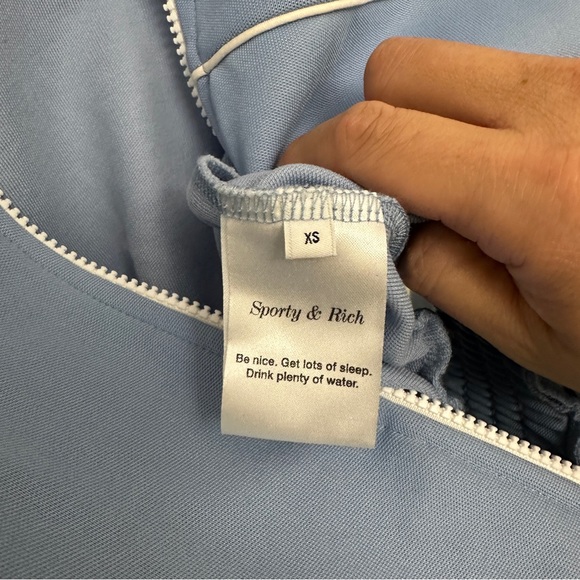 XS
Sporty & Rich
Be nice. Get lots of sleep.
Drink plenty of water.